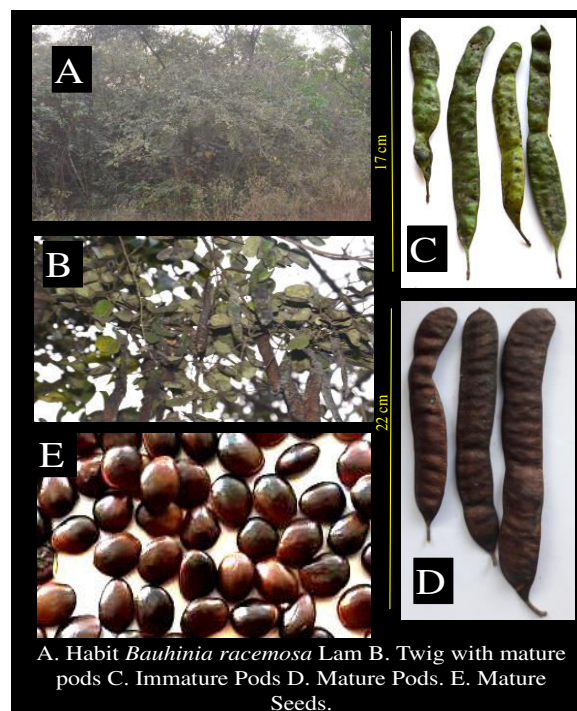 A
17 cm
C
B
22 cm
E
D
A. Habit Bauhinia racemosa Lam B. Twig with mature
pods C. Immature Pods D. Mature Pods. E. Mature
Seeds.